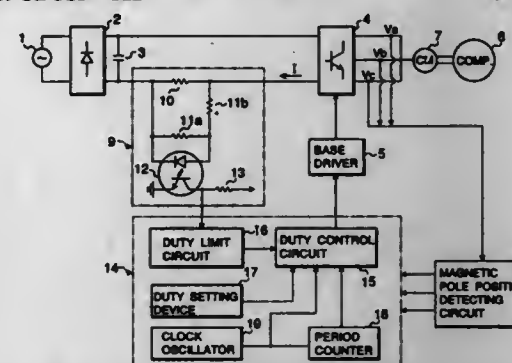 1
2
3
4
Va
Vb
Vc
7
6
CM
COMP.
I
10
11b
9
11a
12
13
BASE
DRIVER
5
14
DUTY LIMIT
CIRCUIT
16
DUTY CONTROL
CIRCUIT
15
17
DUTY SETTING
DEVICE
CLOCK
OSCILLATOR
19
PERIOD
COUNTER
18
MAGNETIC
POLE POSITI
DETECTING
CIRCUIT